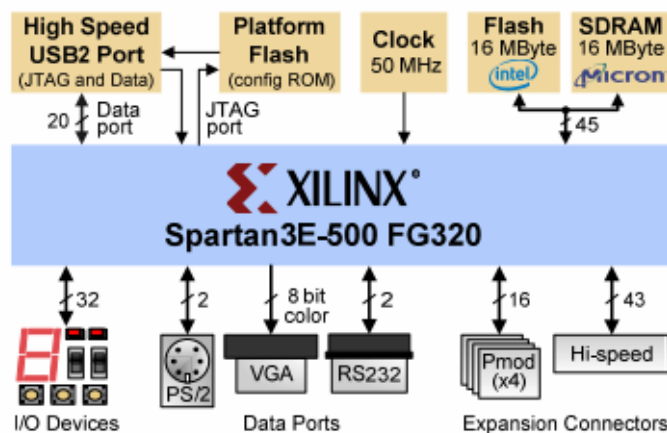 High Speed
USB2 Port
(JTAG and Data)
Platform
Flash
(config ROM)
Clock
50 MHz
Flash
16 MByte
intel
SDRAM
16 MByte
Micron
20
Data
port
JTAG
port
45
XILINX®
Spartan3E-500 FG320
32
2
8 bit
color
2
16
43
PS/2
VGA
RS232
Pmod
(x4)
Hi-speed
I/O Devices
Data Ports
Expansion Connectors